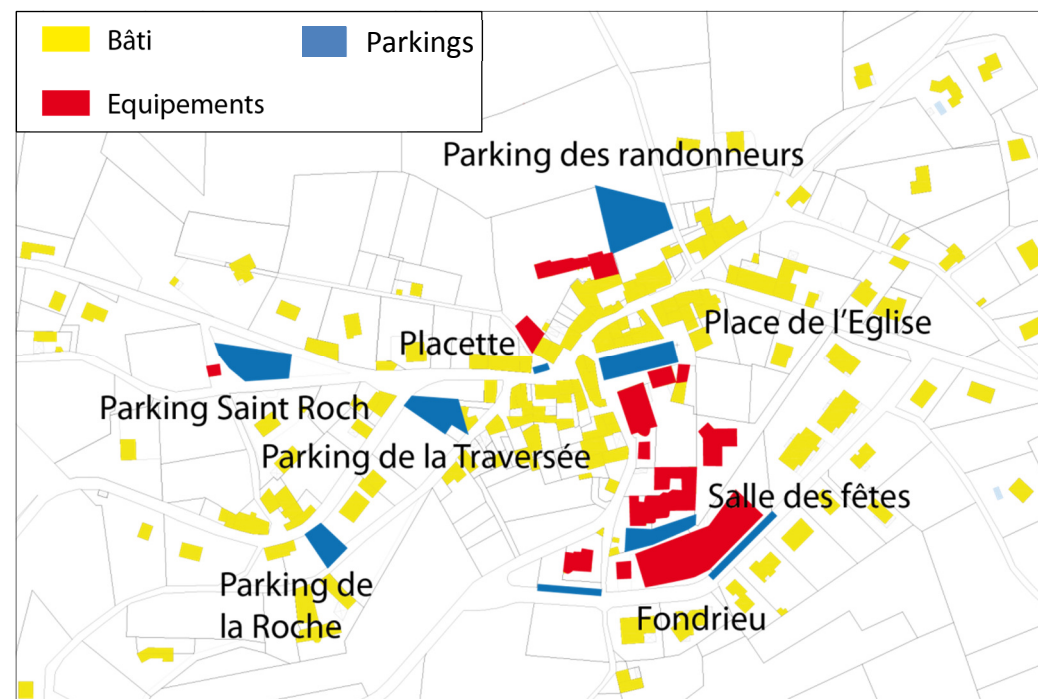 Bâti
Parkings
Equipements
Parking des randonneurs
Place de l'Eglise
Placette
Parking Saint Roch
Parking de la Traversée
Salle des fêtes
Parking de
la Roche
Fondrieu